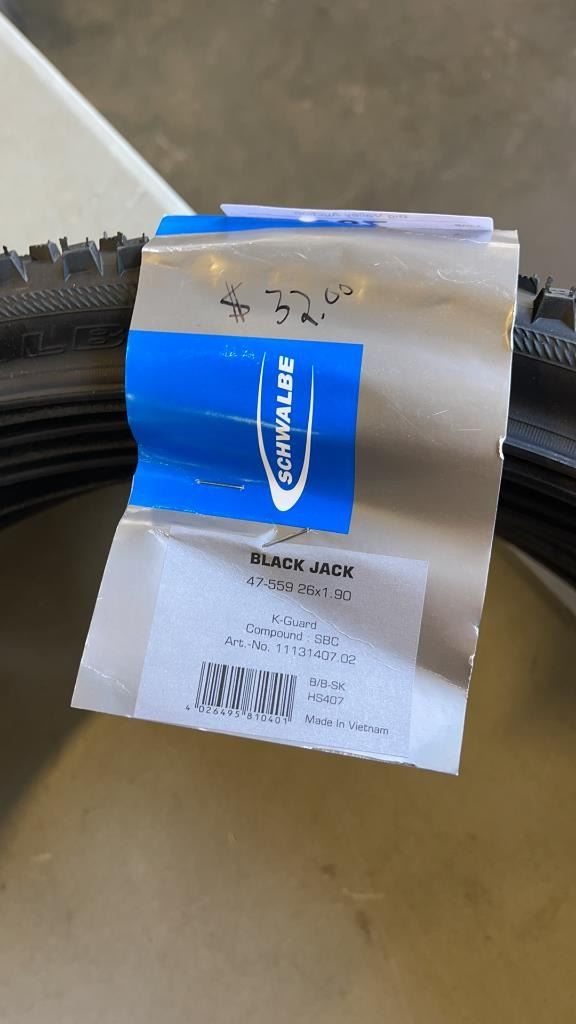 $ 32.00
SCHWALBE
BLACK JACK
47-559 26x1.90
K-Guard
Compound : SBC
Art.-No. 11131407.02
B/B-SK
HS407
4 026495 810401
Made In Vietnam